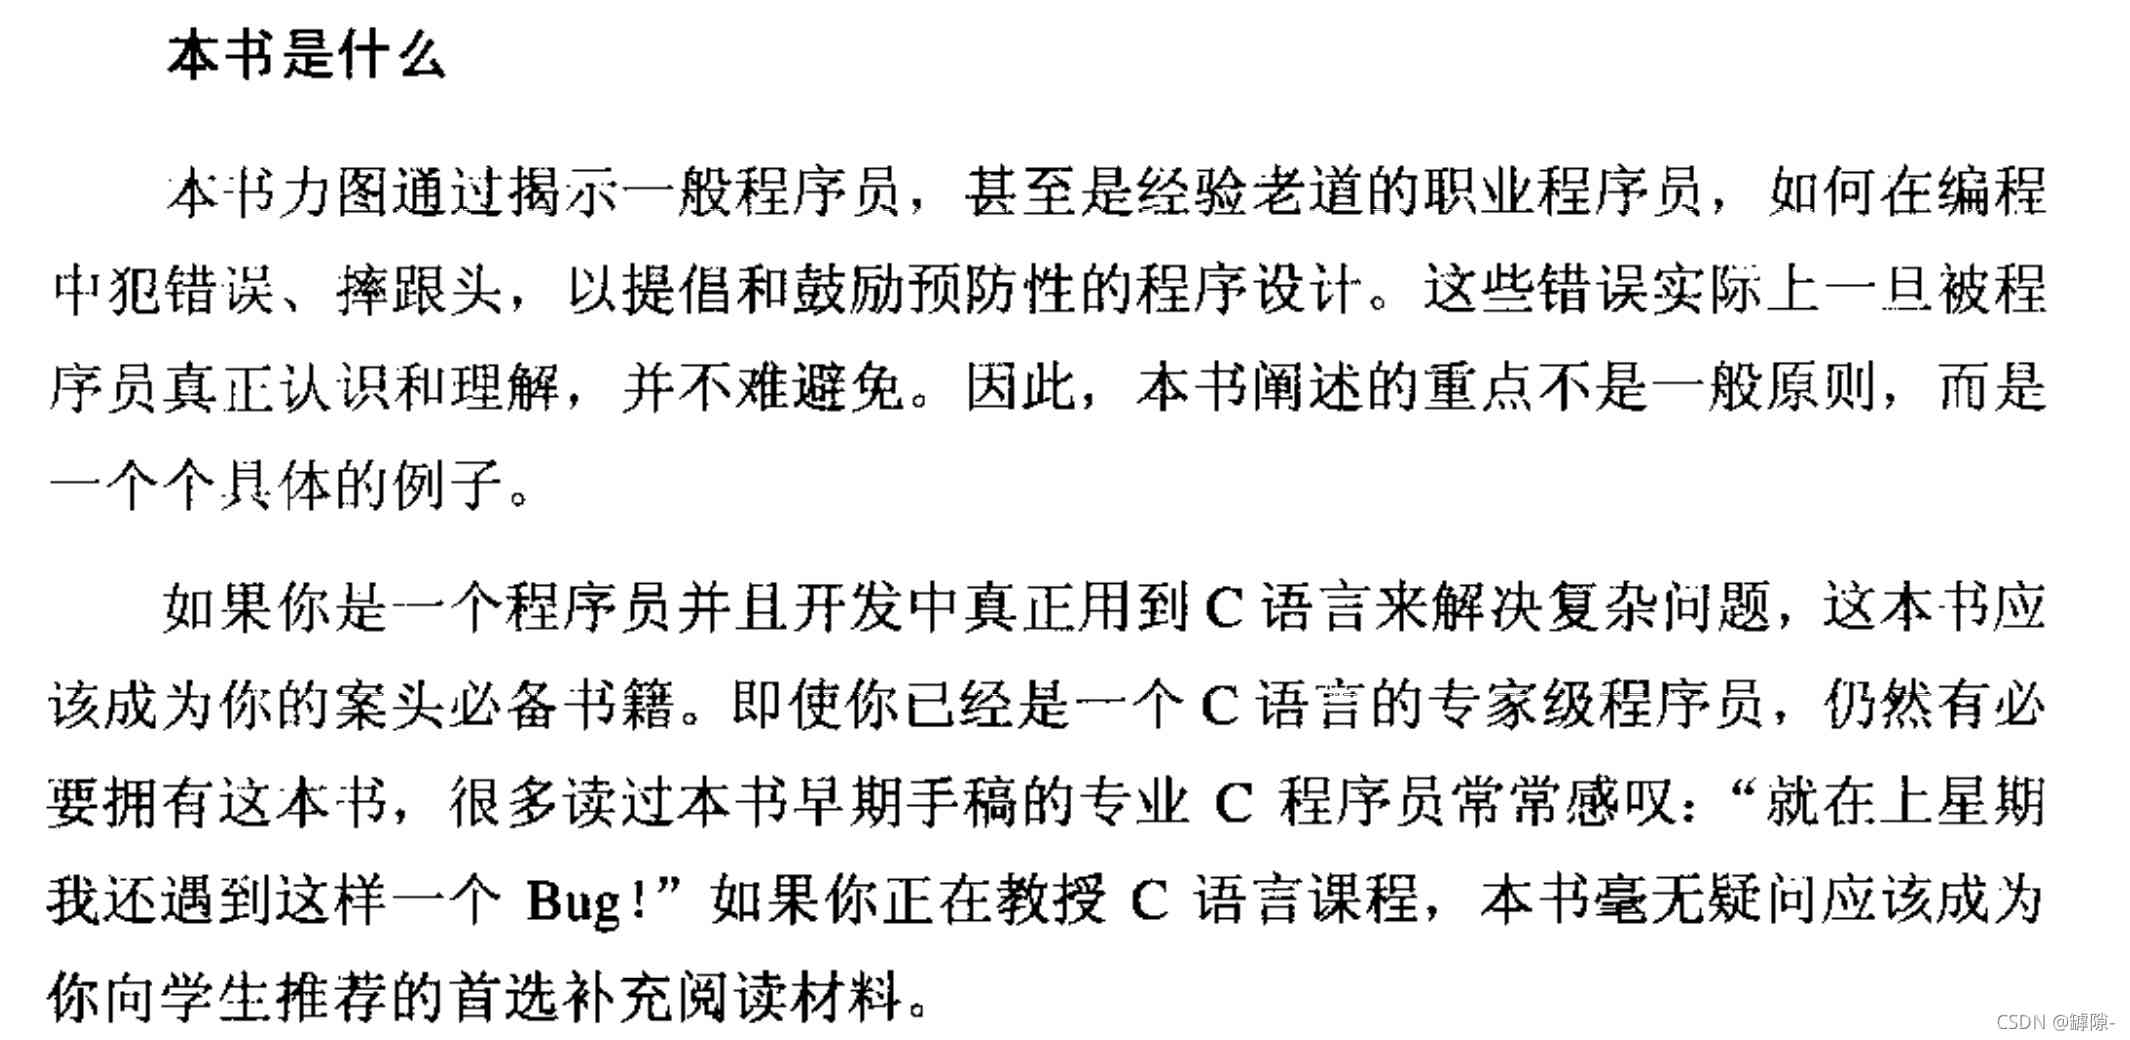 本书是什么
本书力图通过揭示一般程序员，甚至是经验老道的职业程序员，如何在编程
中犯错误、摔跟头，以提倡和鼓励预防性的程序设计。这些错误实际上一旦被程
序员真正认识和理解，并不难避免。因此，本书阐述的重点不是一般原则，而是
一个个具体的例子。
如果你是一个程序员并且开发中真正用到 C 语言来解决复杂问题，这本书应
该成为你的案头必备书籍。即使你已经是一个 C 语言的专家级程序员，仍然有必
要拥有这本书，很多读过本书早期手稿的专业 C 程序员常常感叹：“就在上星期
我还遇到这样一个 Bug！”如果你正在教授 C 语言课程，本书毫无疑问应该成为
你向学生推荐的首选补充阅读材料。
CSDN @罅隙-